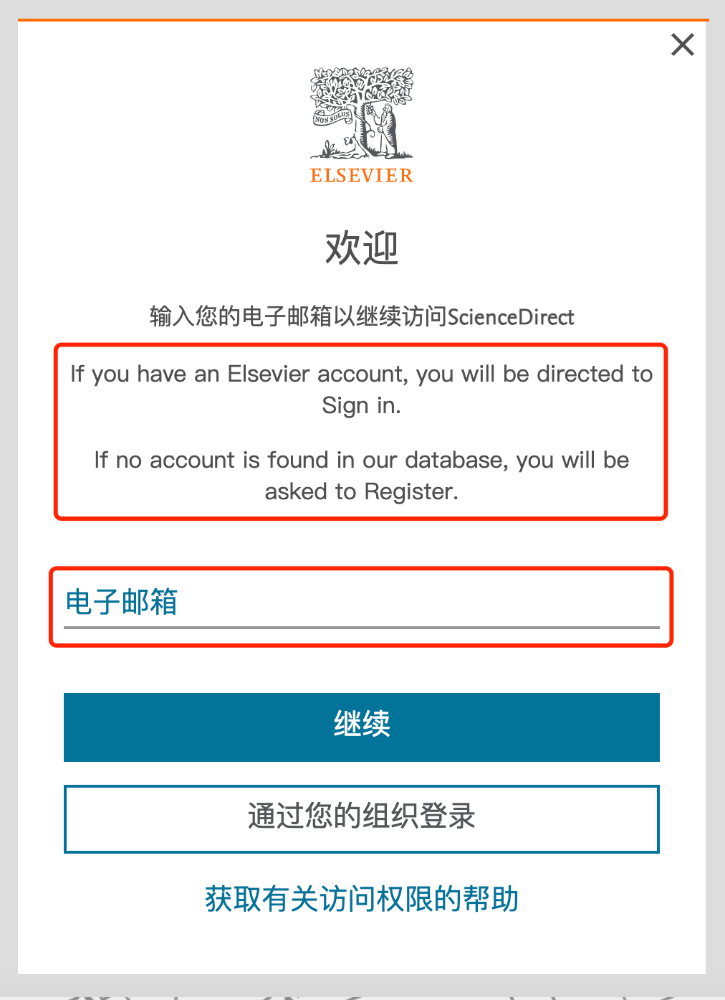 NON SOLUS
ELSEVIER
欢迎
输入您的电子邮箱以继续访问ScienceDirect
If you have an Elsevier account, you will be directed to
Sign in.
If no account is found in our database, you will be
asked to Register.
电子邮箱
继续
通过您的组织登录
获取有关访问权限的帮助